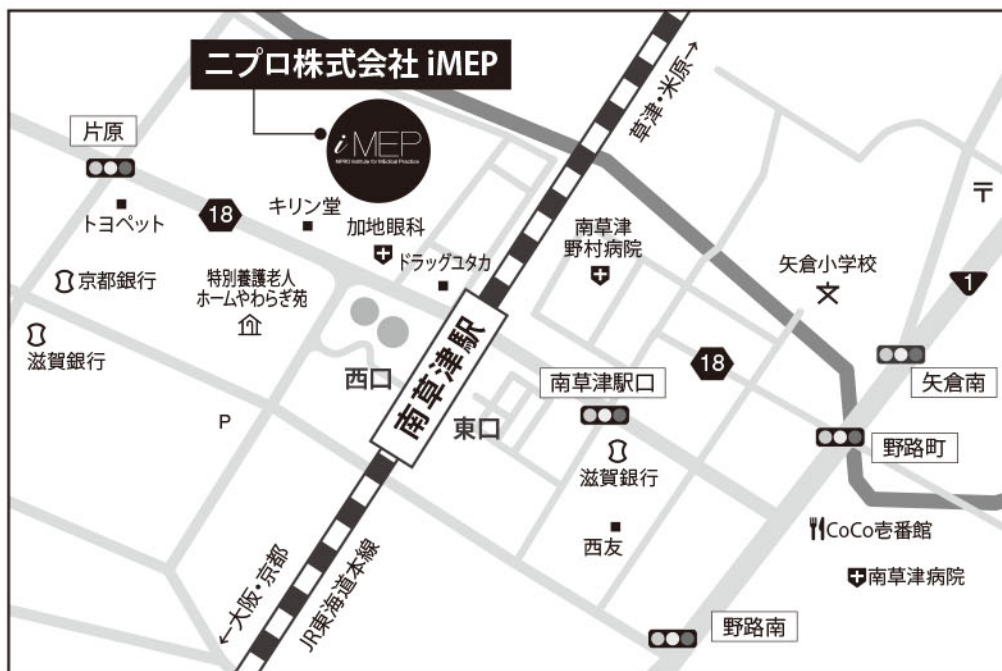 ニプロ株式会社 iMEP
iMEP
NIPRO Institute for Medical Practice
草津・米原→
片原
トヨペット
18
キリン堂
加地眼科
ドラッグユタカ
南草津
野村病院
矢倉小学校
〒
1
京都銀行
特別養護老人
ホームやわらぎ苑
滋賀銀行
西口
南草津駅
東口
18
南草津駅口
矢倉南
野路町
P
滋賀銀行
西友
CoCo壱番館
南草津病院
野路南
←大阪・京都
JR東海道本線